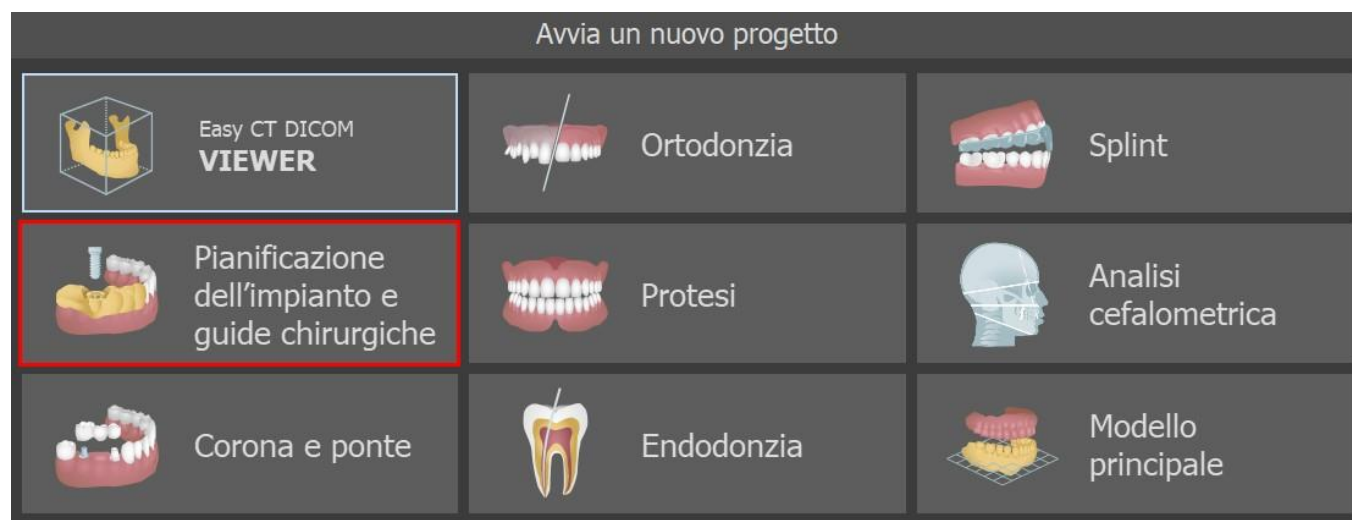 Avvia un nuovo progetto
Easy CT DICOM
VIEWER
Ortodonzia
Splint
Pianificazione
dell'impianto e
guide chirurgiche
Protesi
Analisi
cefalometrica
Corona e ponte
Endodonzia
Modello
principale